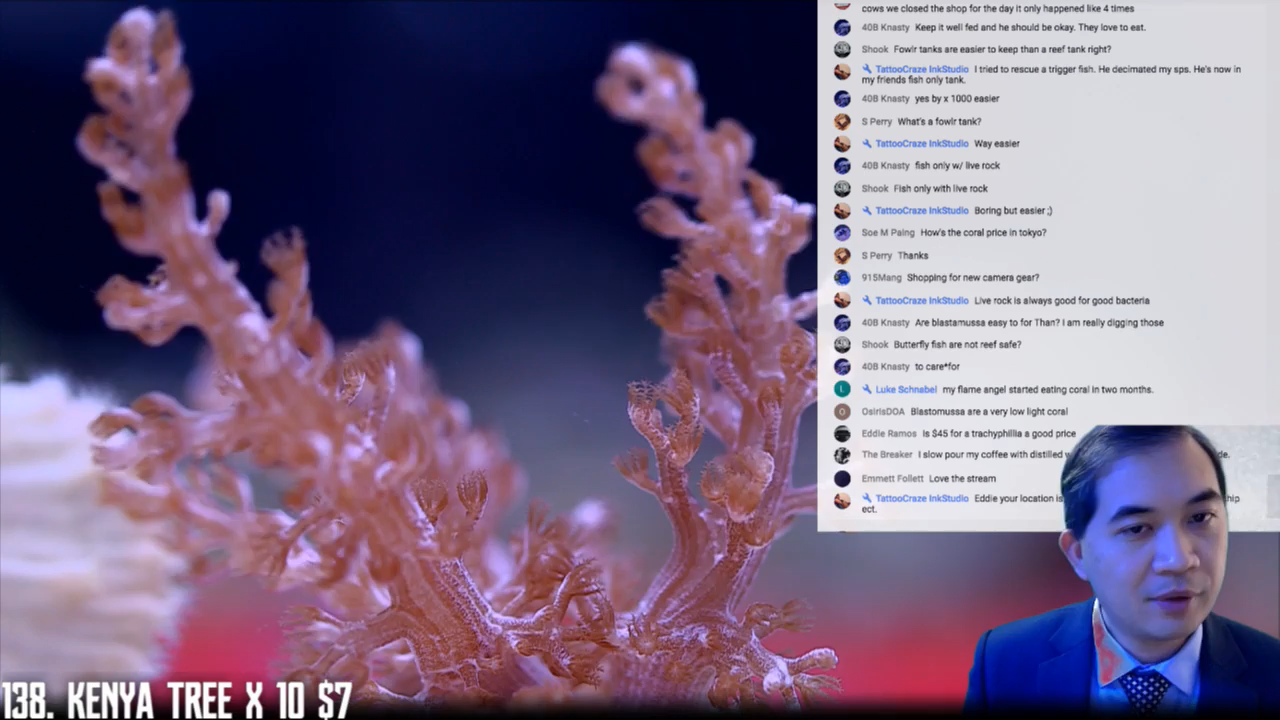 cows we closed the shop for the day it only happened like 4 times
40B Knasty Keep it well fed and he should be okay. They love to eat.
Shook Fowlr tanks are easier to keep than a reef tank right?
TattooCraze InkStudio I tried to rescue a trigger fish. He decimated my sps. He's now in
my friends fish only tank.
40B Knasty yes by x 1000 easier
S Perry What's a fowlr tank?
TattooCraze InkStudio Way easier
40B Knasty fish only w/ live rock
Shook Fish only with live rock
TattooCraze InkStudio Boring but easier ;)
Soe M Paing How's the coral price in tokyo?
S Perry Thanks
915Mang Shopping for new camera gear?
TattooCraze InkStudio Live rock is always good for good bacteria
40B Knasty Are blastamussa easy to for Than? I am really digging those
Shook Butterfly fish are not reef safe?
40B Knasty to care*for
L Luke Schnabel my flame angel started eating coral in two months.
O OsirisDOA Blastomussa are a very low light coral
Eddie Ramos Is $45 for a trachyphillia a good price
The Breaker I slow pour my coffee with distilled
Emmett Follett Love the stream
TattooCraze InkStudio Eddie your location is
ect.
138. KENYA TREE X 10 $7